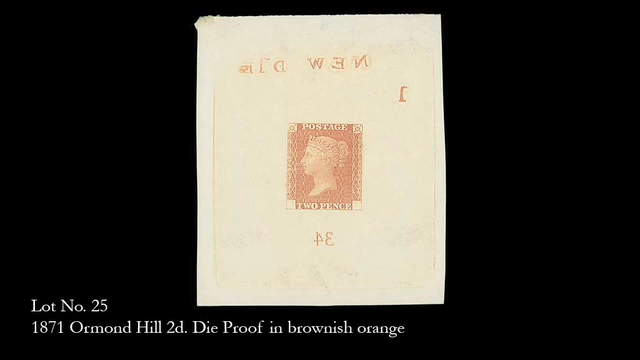 NEW DIE
1
POSTAGE
TWO PENCE
34
Lot No. 25
1871 Ormond Hill 2d. Die Proof in brownish orange